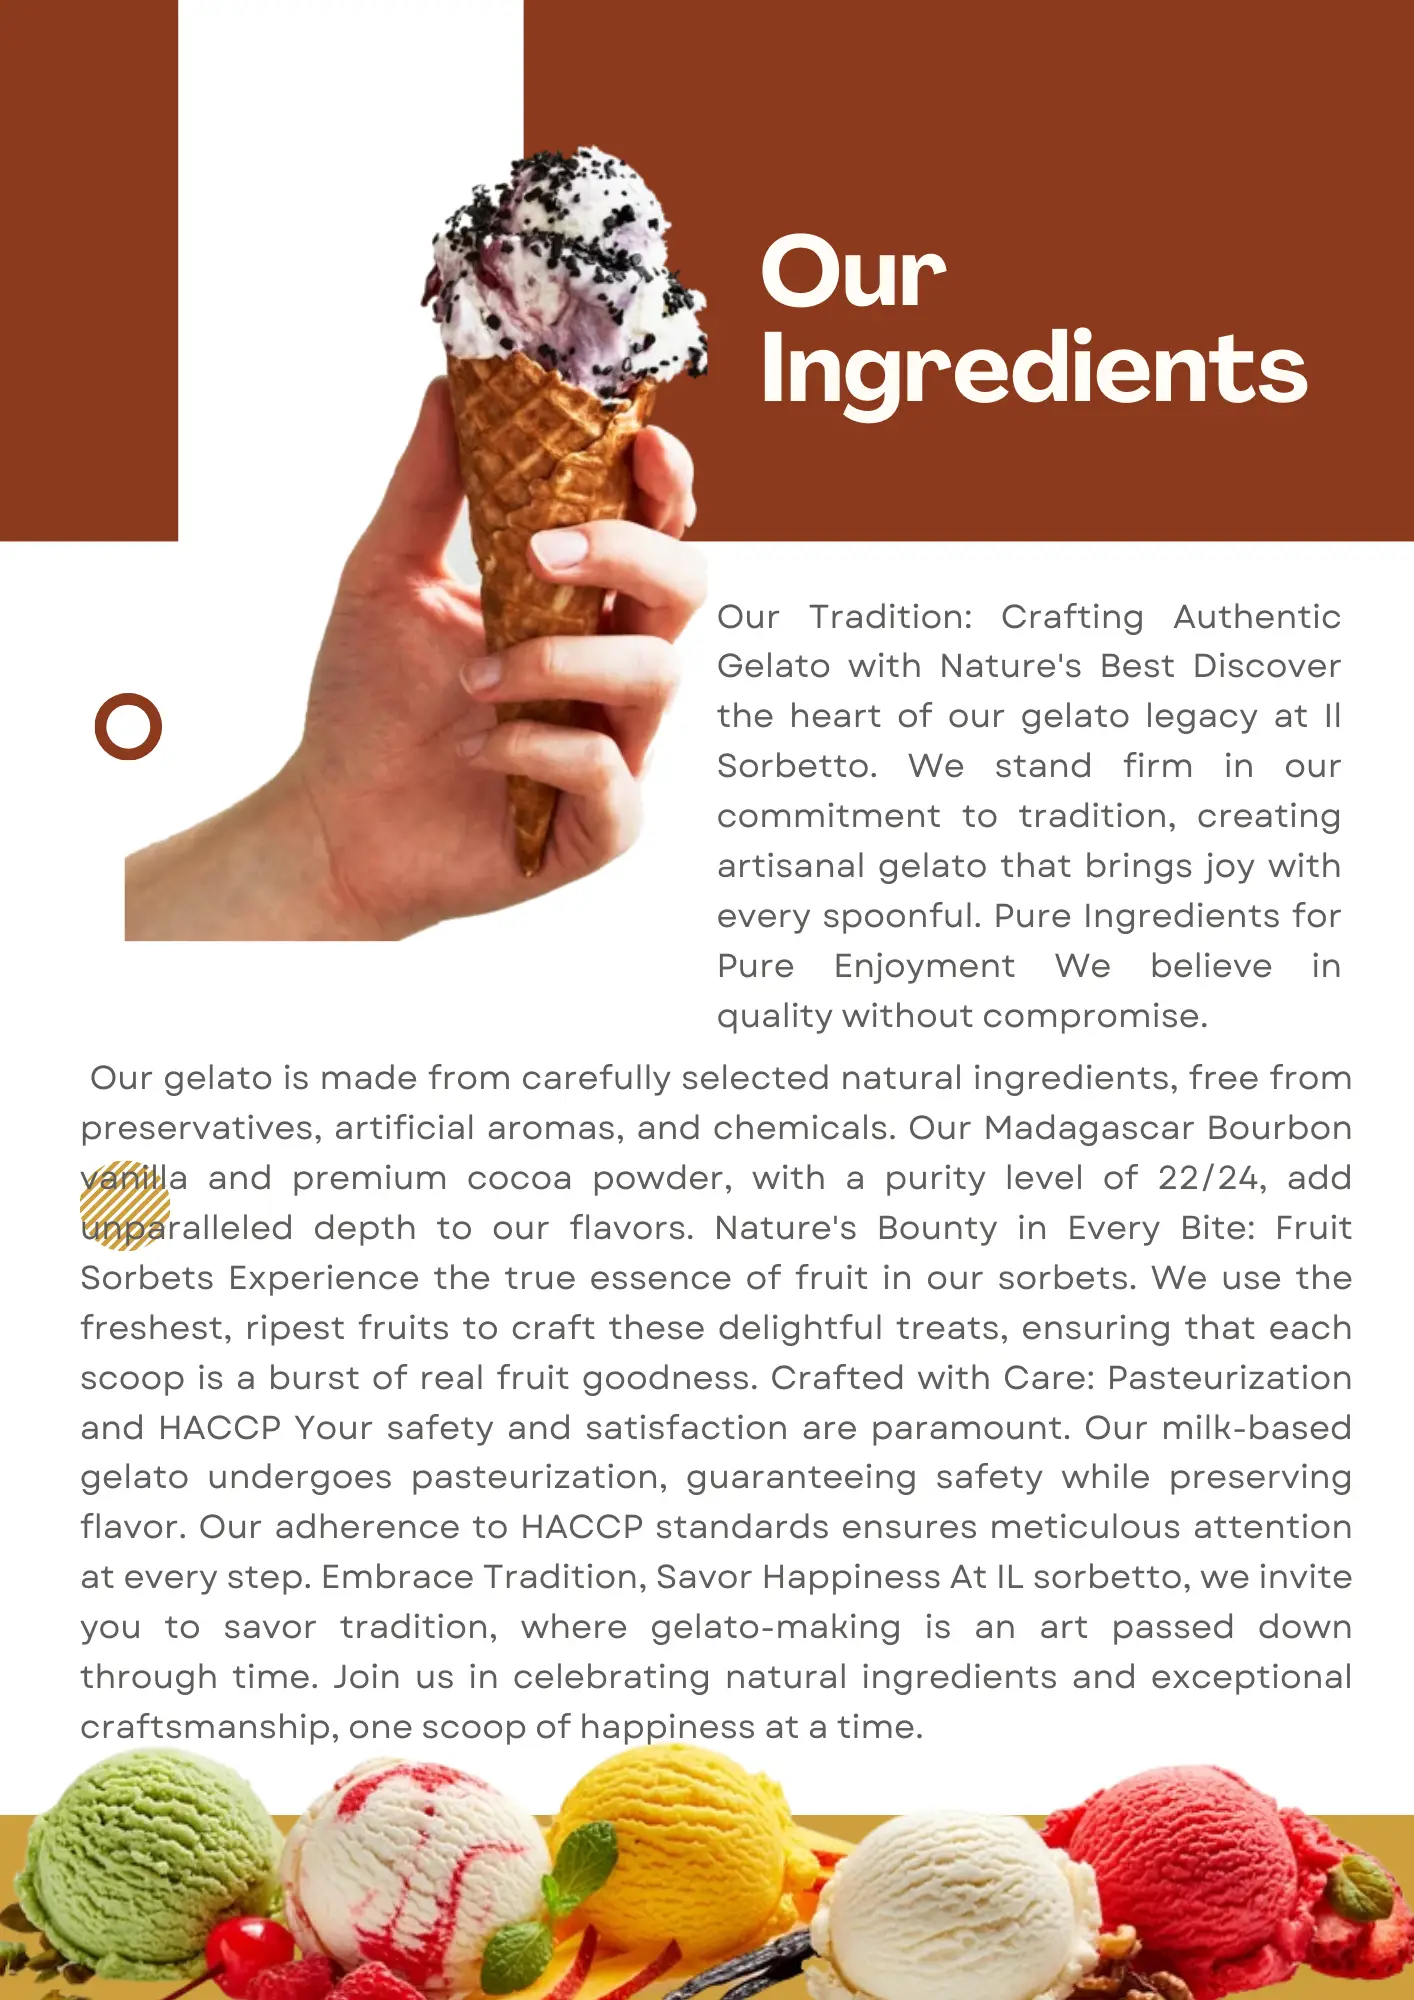 Our
Ingredients
Our Tradition: Crafting Authentic
Gelato with Nature's Best Discover
the heart of our gelato legacy at Il
Sorbetto. We stand firm in our
commitment to tradition, creating
artisanal gelato that brings joy with
every spoonful. Pure Ingredients for
Pure Enjoyment We believe in
quality without compromise.
Our gelato is made from carefully selected natural ingredients, free from
preservatives, artificial aromas, and chemicals. Our Madagascar Bourbon
vanilla and premium cocoa powder, with a purity level of 22/24, add
unparalleled depth to our flavors. Nature's Bounty in Every Bite: Fruit
Sorbets Experience the true essence of fruit in our sorbets. We use the
freshest, ripest fruits to craft these delightful treats, ensuring that each
scoop is a burst of real fruit goodness. Crafted with Care: Pasteurization
and HACCP Your safety and satisfaction are paramount. Our milk-based
gelato undergoes pasteurization, guaranteeing safety while preserving
flavor. Our adherence to HACCP standards ensures meticulous attention
at every step. Embrace Tradition, Savor Happiness At IL sorbetto, we invite
you to savor tradition, where gelato-making is an art passed down
through time. Join us in celebrating natural ingredients and exceptional
craftsmanship, one scoop of happiness at a time.